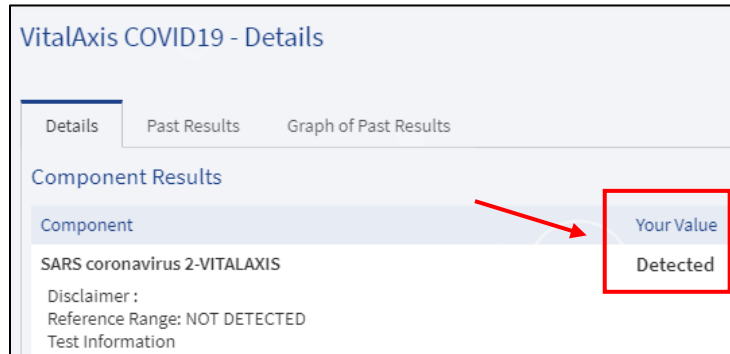 VitalAxis COVID19 - Details
Details Past Results Graph of Past Results
Component Results
Component Your Value
SARS coronavirus 2-VITALAXIS Detected
Disclaimer :
Reference Range: NOT DETECTED
Test Information